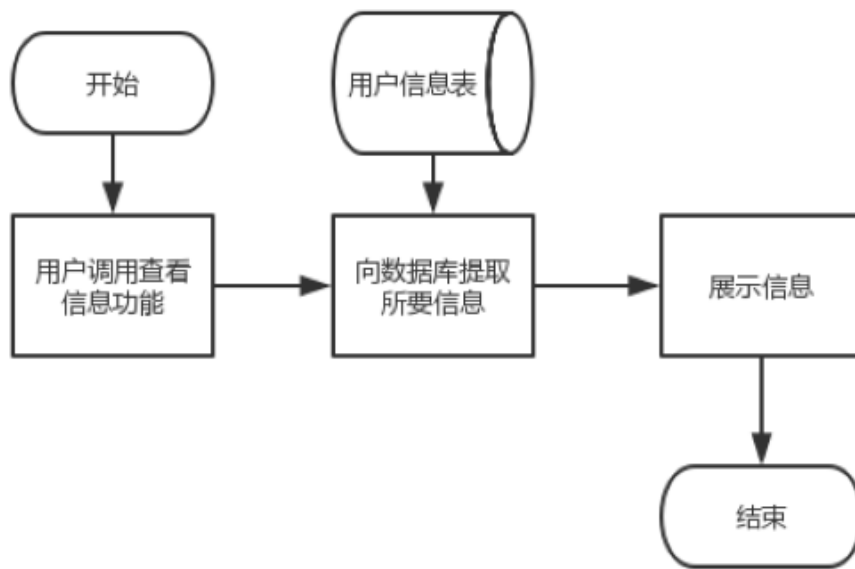 开始
用户信息表
用户调用查看
信息功能
向数据库提取
所要信息
展示信息
结束